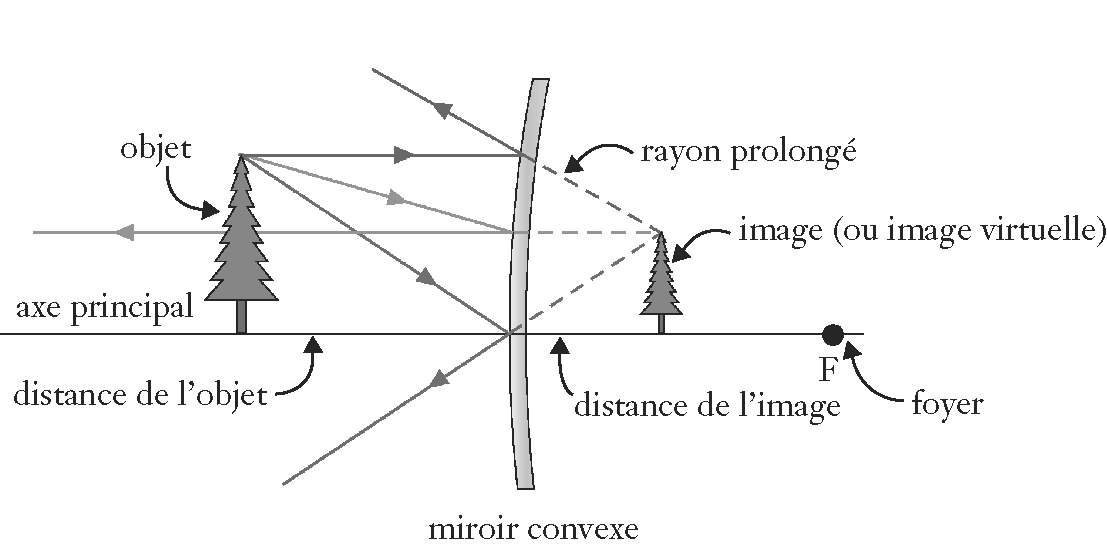 objet
rayon prolongé
image (ou image virtuelle)
axe principal
distance de l’objet
distance de l’image
F
foyer
miroir convexe